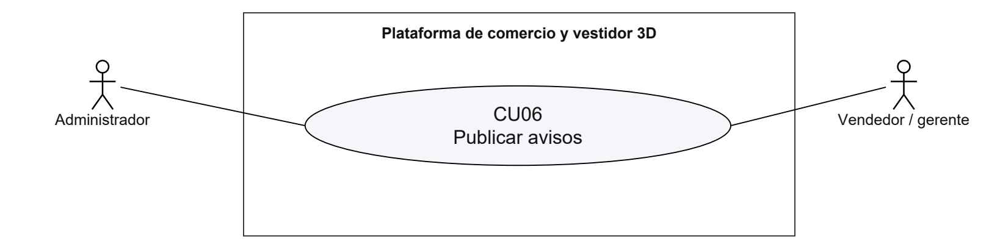 Plataforma de comercio y vestidor 3D
CU06
Publicar avisos
Administrador
Vendedor / gerente